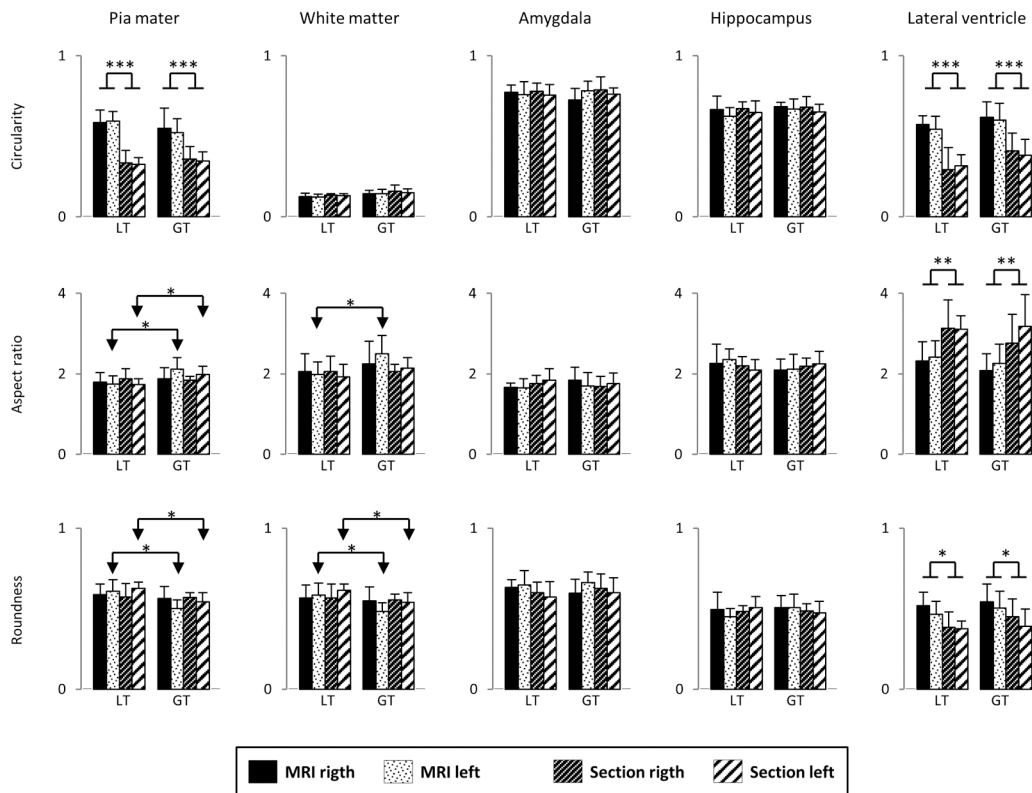 Pia mater White matter Amygdala Hippocampus Lateral ventricle
Circularity
1 1 1 1 1
*** *** *** ***
0 0 0 0 0
LT GT LT GT LT GT LT GT LT GT
Aspect ratio
** **
4 4 4 4 4
* * *
2 2 2 2 2
0 0 0 0 0
LT GT LT GT LT GT LT GT LT GT
Roundness
1 1 1 1 1
* * * * * *
0 0 0 0 0
LT GT LT GT LT GT LT GT LT GT
MRI rigth MRI left Section rigth Section left